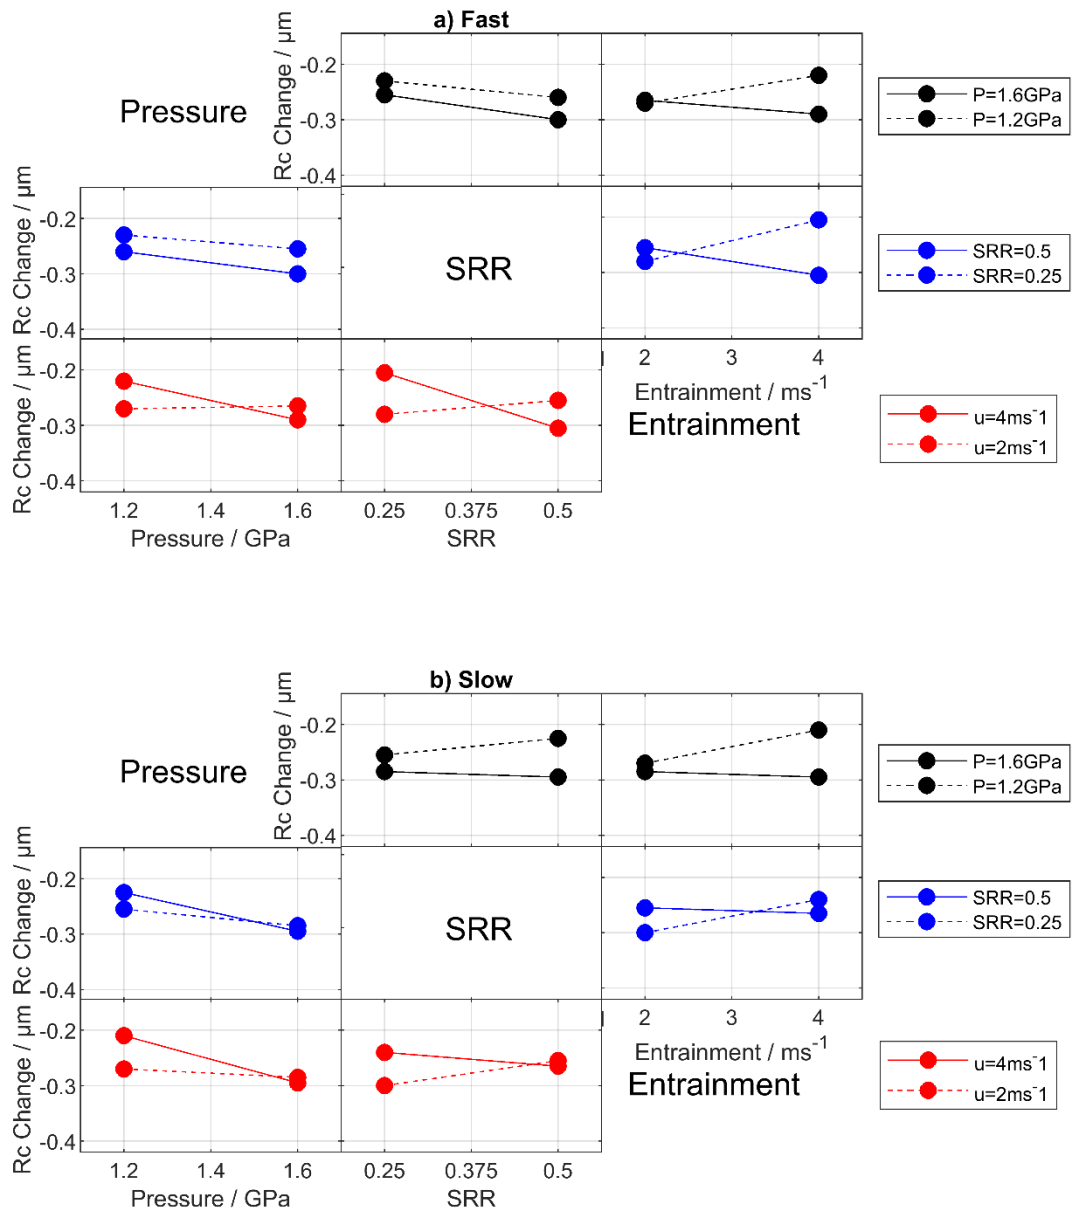 a) Fast
Rc Change / μm
-0.2
-0.3
-0.4
Pressure
P=1.6GPa
P=1.2GPa
Rc Change / μm
-0.2
-0.3
-0.4
SRR
SRR=0.5
SRR=0.25
Rc Change / μm
-0.2
-0.3
-0.4
2 3 4
Entrainment / ms⁻¹
Entrainment
u=4ms⁻1
u=2ms⁻1
1.2 1.4 1.6
Pressure / GPa
0.25 0.375 0.5
SRR
b) Slow
Rc Change / μm
-0.2
-0.3
-0.4
Pressure
P=1.6GPa
P=1.2GPa
Rc Change / μm
-0.2
-0.3
-0.4
SRR
SRR=0.5
SRR=0.25
Rc Change / μm
-0.2
-0.3
-0.4
2 3 4
Entrainment / ms⁻¹
Entrainment
u=4ms⁻1
u=2ms⁻1
1.2 1.4 1.6
Pressure / GPa
0.25 0.375 0.5
SRR